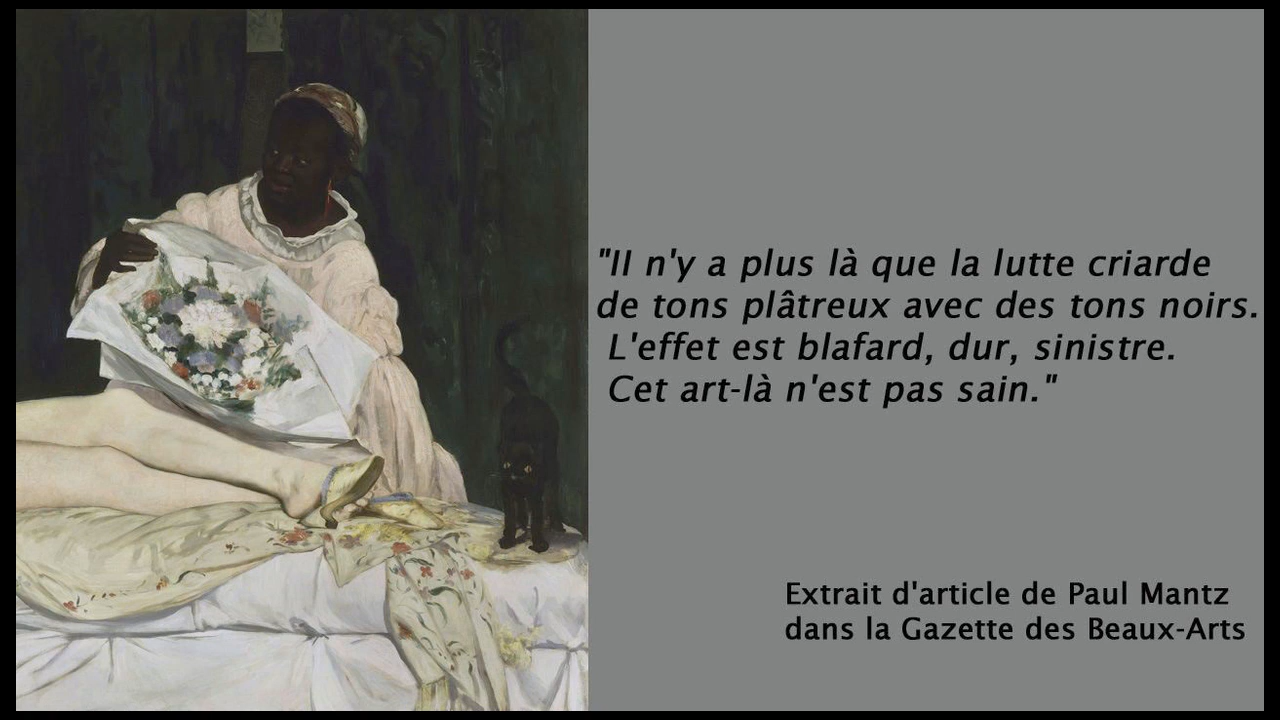 "Il n'y a plus là que la lutte criarde
de tons plâtreux avec des tons noirs.
L'effet est blafard, dur, sinistre.
Cet art-là n'est pas sain."
Extrait d'article de Paul Mantz
dans la Gazette des Beaux-Arts